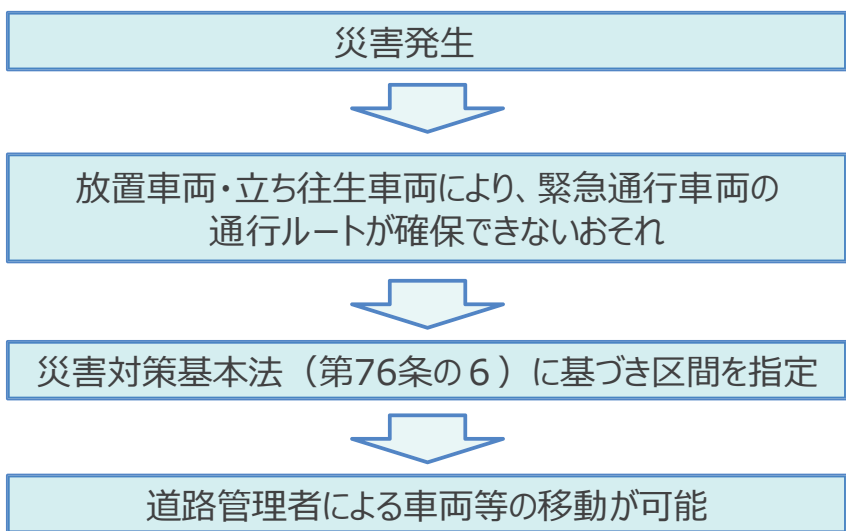 災害発生
放置車両・立ち往生車両により、緊急通行車両の
通行ルートが確保できないおそれ
災害対策基本法（第76条の６）に基づき区間を指定
道路管理者による車両等の移動が可能